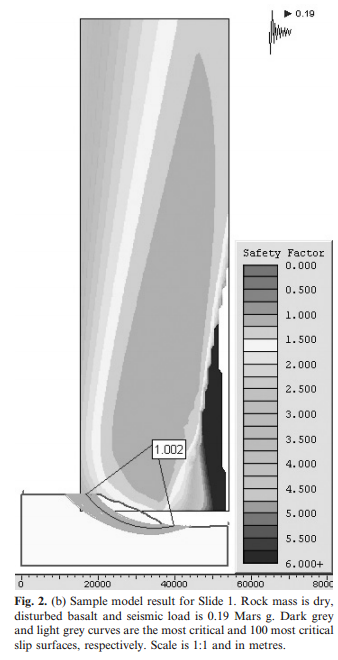 ▶ 0.19
Safety Factor
0.000
0.500
1.000
1.500
2.000
2.500
3.000
3.500
4.000
4.500
5.000
5.500
6.000+
1.002
0 20000 40000 60000 8000
Fig. 2. (b) Sample model result for Slide 1. Rock mass is dry,
disturbed basalt and seismic load is 0.19 Mars g. Dark grey
and light grey curves are the most critical and 100 most critical
slip surfaces, respectively. Scale is 1:1 and in metres.